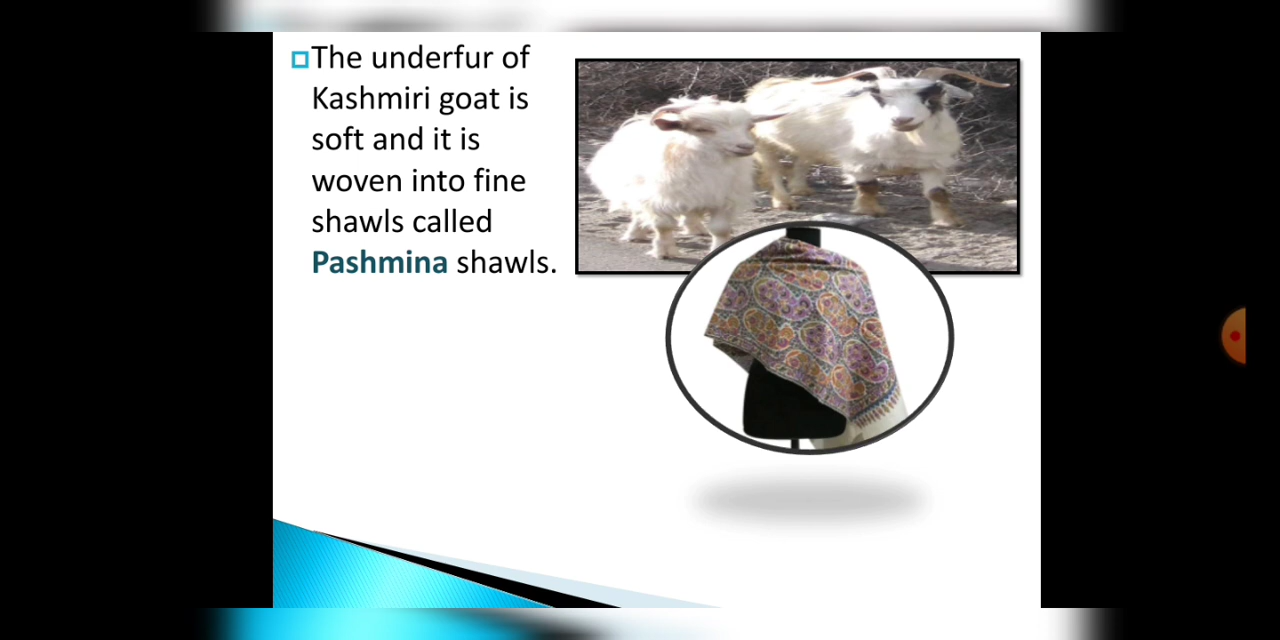 The underfur of
Kashmiri goat is
soft and it is
woven into fine
shawls called
Pashmina shawls.